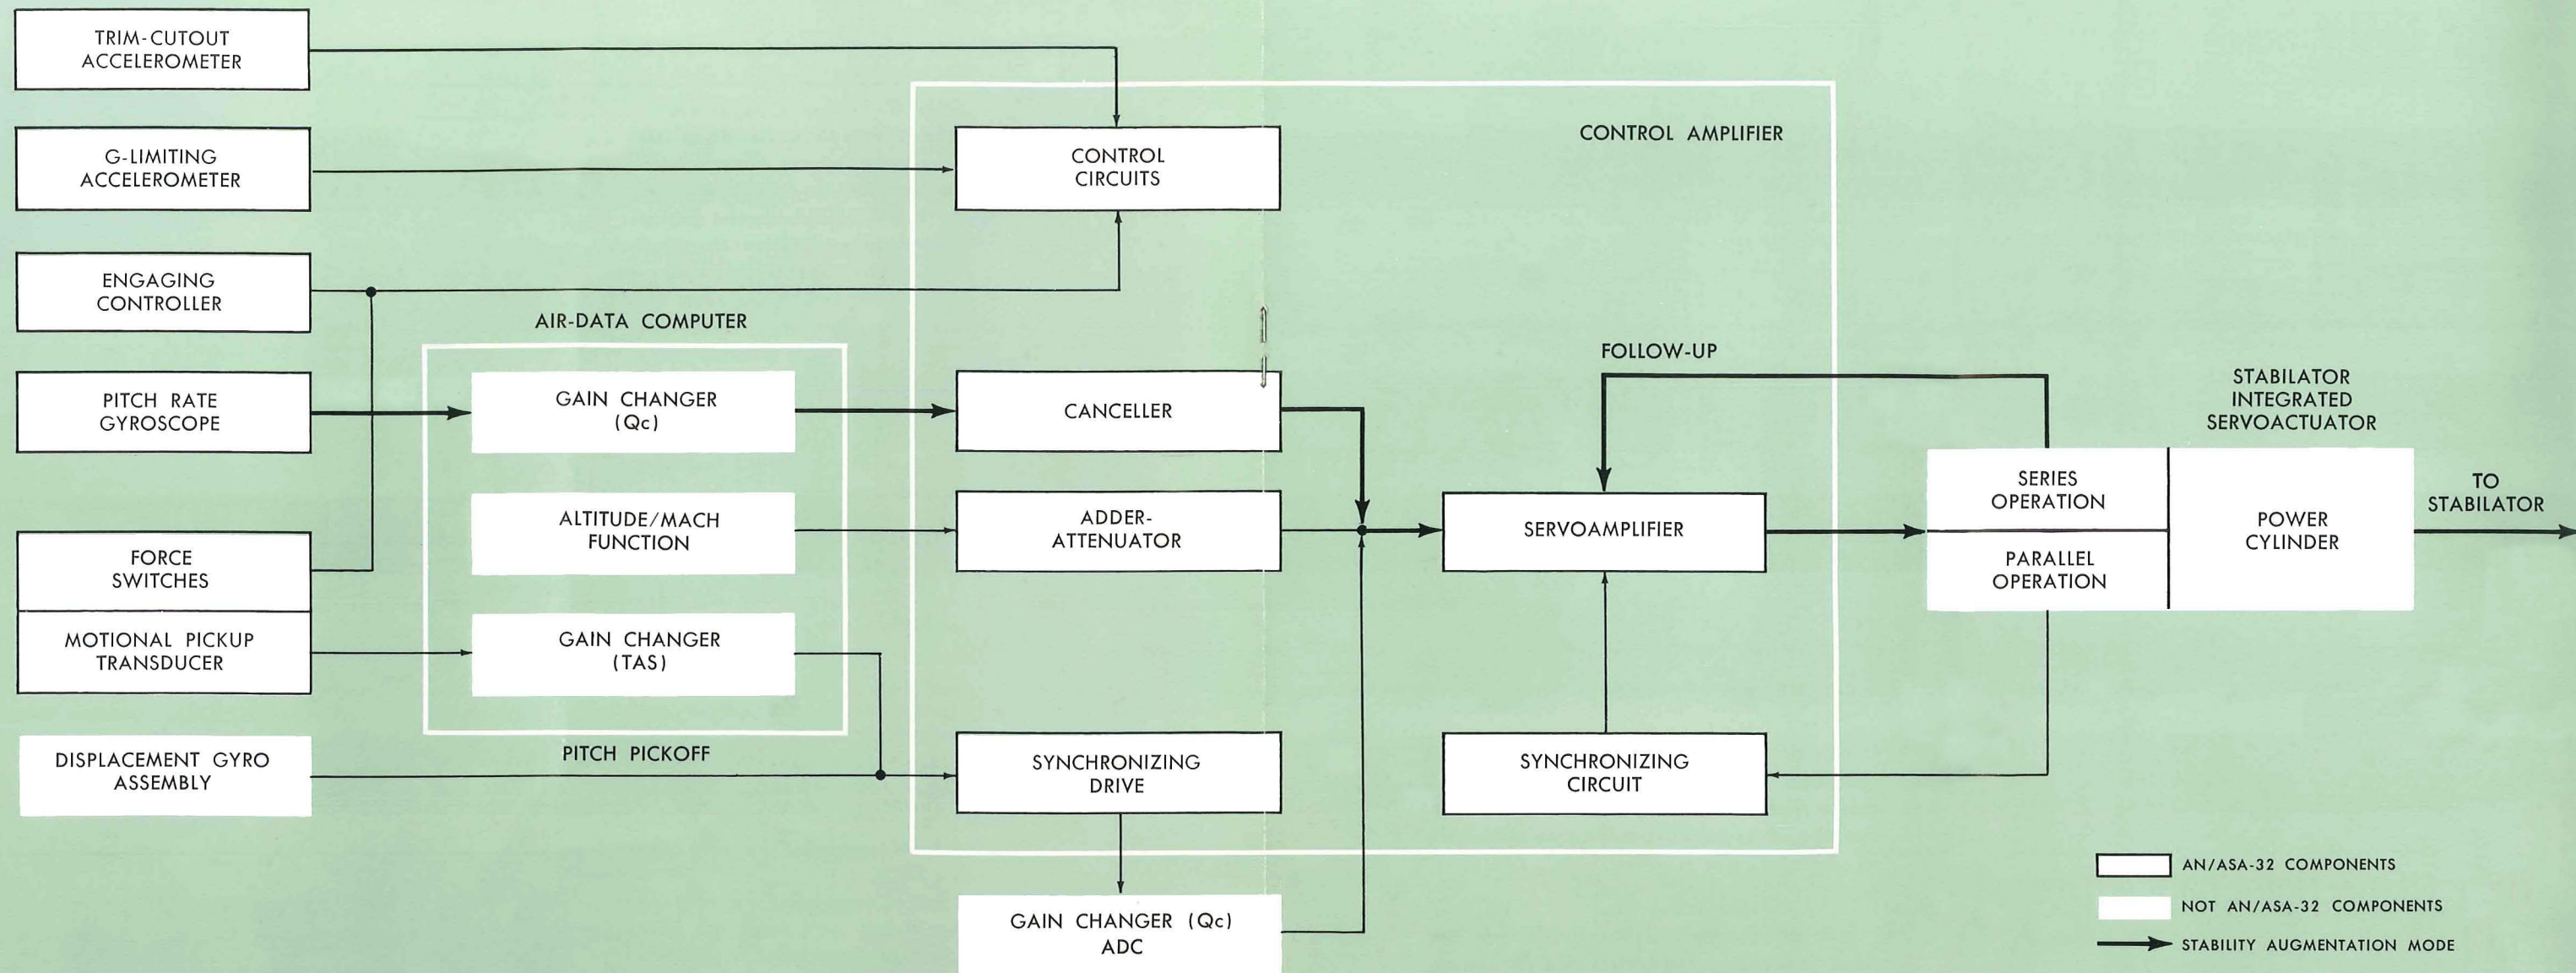 TRIM-CUTOUT
ACCELEROMETER
G-LIMITING
ACCELEROMETER
ENGAGING
CONTROLLER
PITCH RATE
GYROSCOPE
FORCE
SWITCHES
MOTIONAL PICKUP
TRANSDUCER
DISPLACEMENT GYRO
ASSEMBLY
AIR-DATA COMPUTER
GAIN CHANGER
(Qc)
ALTITUDE/MACH
FUNCTION
GAIN CHANGER
(TAS)
PITCH PICKOFF
CONTROL AMPLIFIER
CONTROL
CIRCUITS
CANCELLER
ADDER-
ATTENUATOR
SYNCHRONIZING
DRIVE
GAIN CHANGER (Qc)
ADC
FOLLOW-UP
SERVOAMPLIFIER
SYNCHRONIZING
CIRCUIT
STABILATOR
INTEGRATED
SERVOACTUATOR
SERIES
OPERATION
PARALLEL
OPERATION
POWER
CYLINDER
TO
STABILATOR
AN/ASA-32 COMPONENTS
NOT AN/ASA-32 COMPONENTS
STABILITY AUGMENTATION MODE